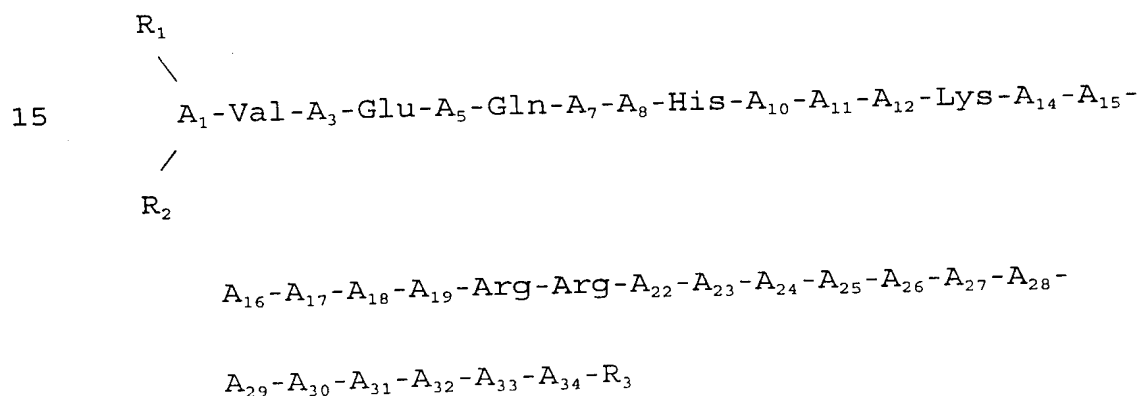 R₁
15 A₁-Val-A₃-Glu-A₅-Gln-A₇-A₈-His-A₁₀-A₁₁-A₁₂-Lys-A₁₄-A₁₅-
R₂
A₁₆-A₁₇-A₁₈-A₁₉-Arg-Arg-A₂₂-A₂₃-A₂₄-A₂₅-A₂₆-A₂₇-A₂₈-
A₂₉-A₃₀-A₃₁-A₃₂-A₃₃-A₃₄-R₃